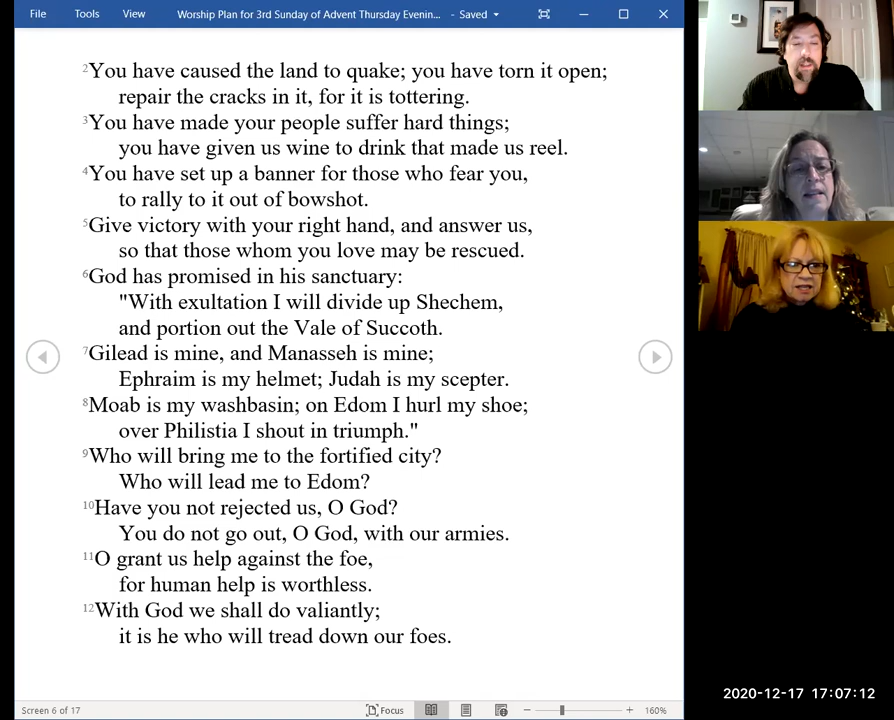 File Tools View Worship Plan for 3rd Sunday of Advent Thursday Evenin... - Saved
2You have caused the land to quake; you have torn it open;
repair the cracks in it, for it is tottering.
3You have made your people suffer hard things;
you have given us wine to drink that made us reel.
4You have set up a banner for those who fear you,
to rally to it out of bowshot.
5Give victory with your right hand, and answer us,
so that those whom you love may be rescued.
6God has promised in his sanctuary:
"With exultation I will divide up Shechem,
and portion out the Vale of Succoth.
7Gilead is mine, and Manasseh is mine;
Ephraim is my helmet; Judah is my scepter.
8Moab is my washbasin; on Edom I hurl my shoe;
over Philistia I shout in triumph."
9Who will bring me to the fortified city?
Who will lead me to Edom?
10Have you not rejected us, O God?
You do not go out, O God, with our armies.
11O grant us help against the foe,
for human help is worthless.
12With God we shall do valiantly;
it is he who will tread down our foes.
2020-12-17 17:07:12
Screen 6 of 17 Focus 160%